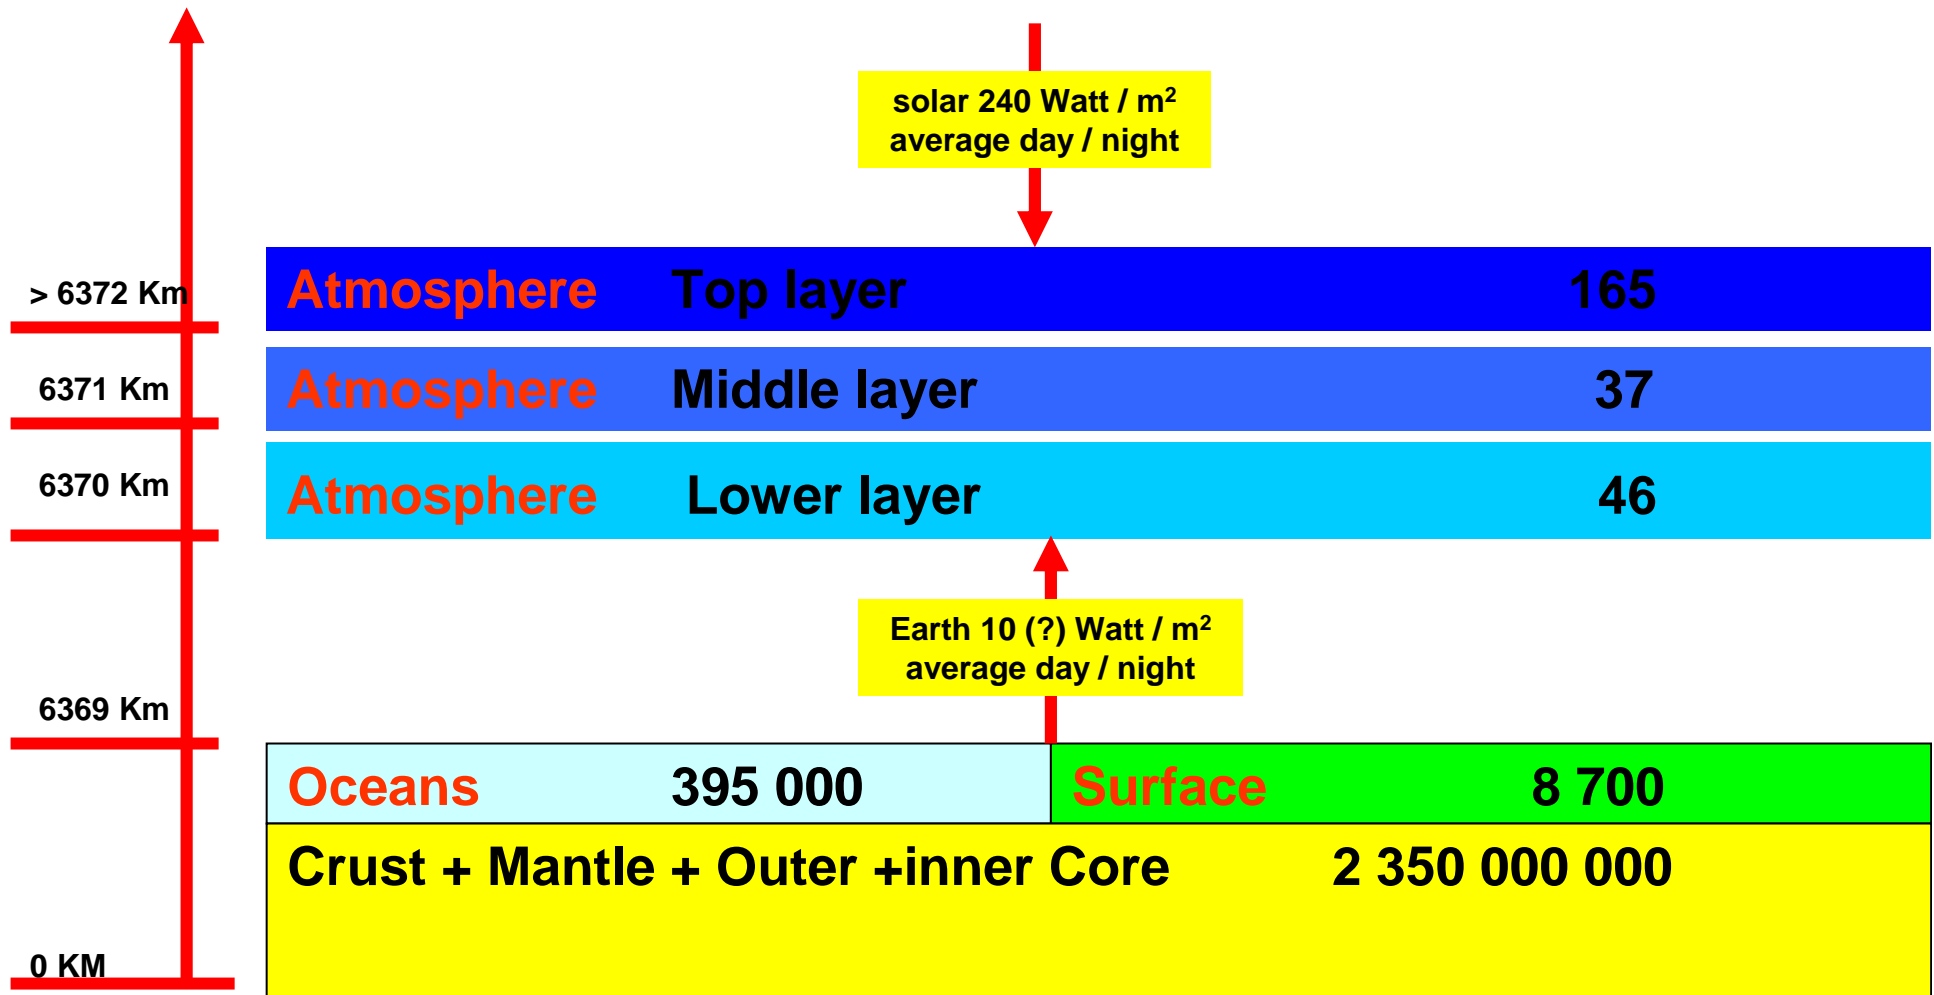 solar 240 Watt / m²
average day / night
> 6372 Km
Atmosphere Top layer 165
6371 Km
Atmosphere Middle layer 37
6370 Km
Atmosphere Lower layer 46
Earth 10 (?) Watt / m²
average day / night
6369 Km
Oceans 395 000 Surface 8 700
Crust + Mantle + Outer +inner Core 2 350 000 000
0 KM